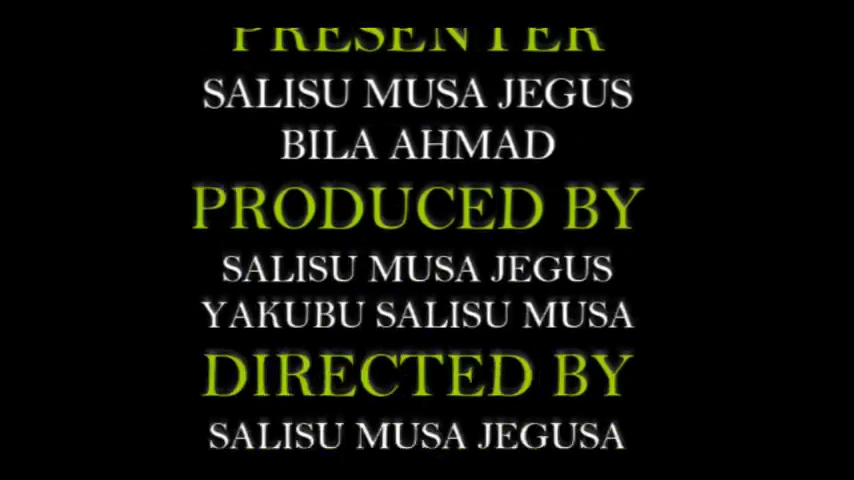 PRESENTER
SALISU MUSA JEGUS
BILA AHMAD
PRODUCED BY
SALISU MUSA JEGUS
YAKUBU SALISU MUSA
DIRECTED BY
SALISU MUSA JEGUSA